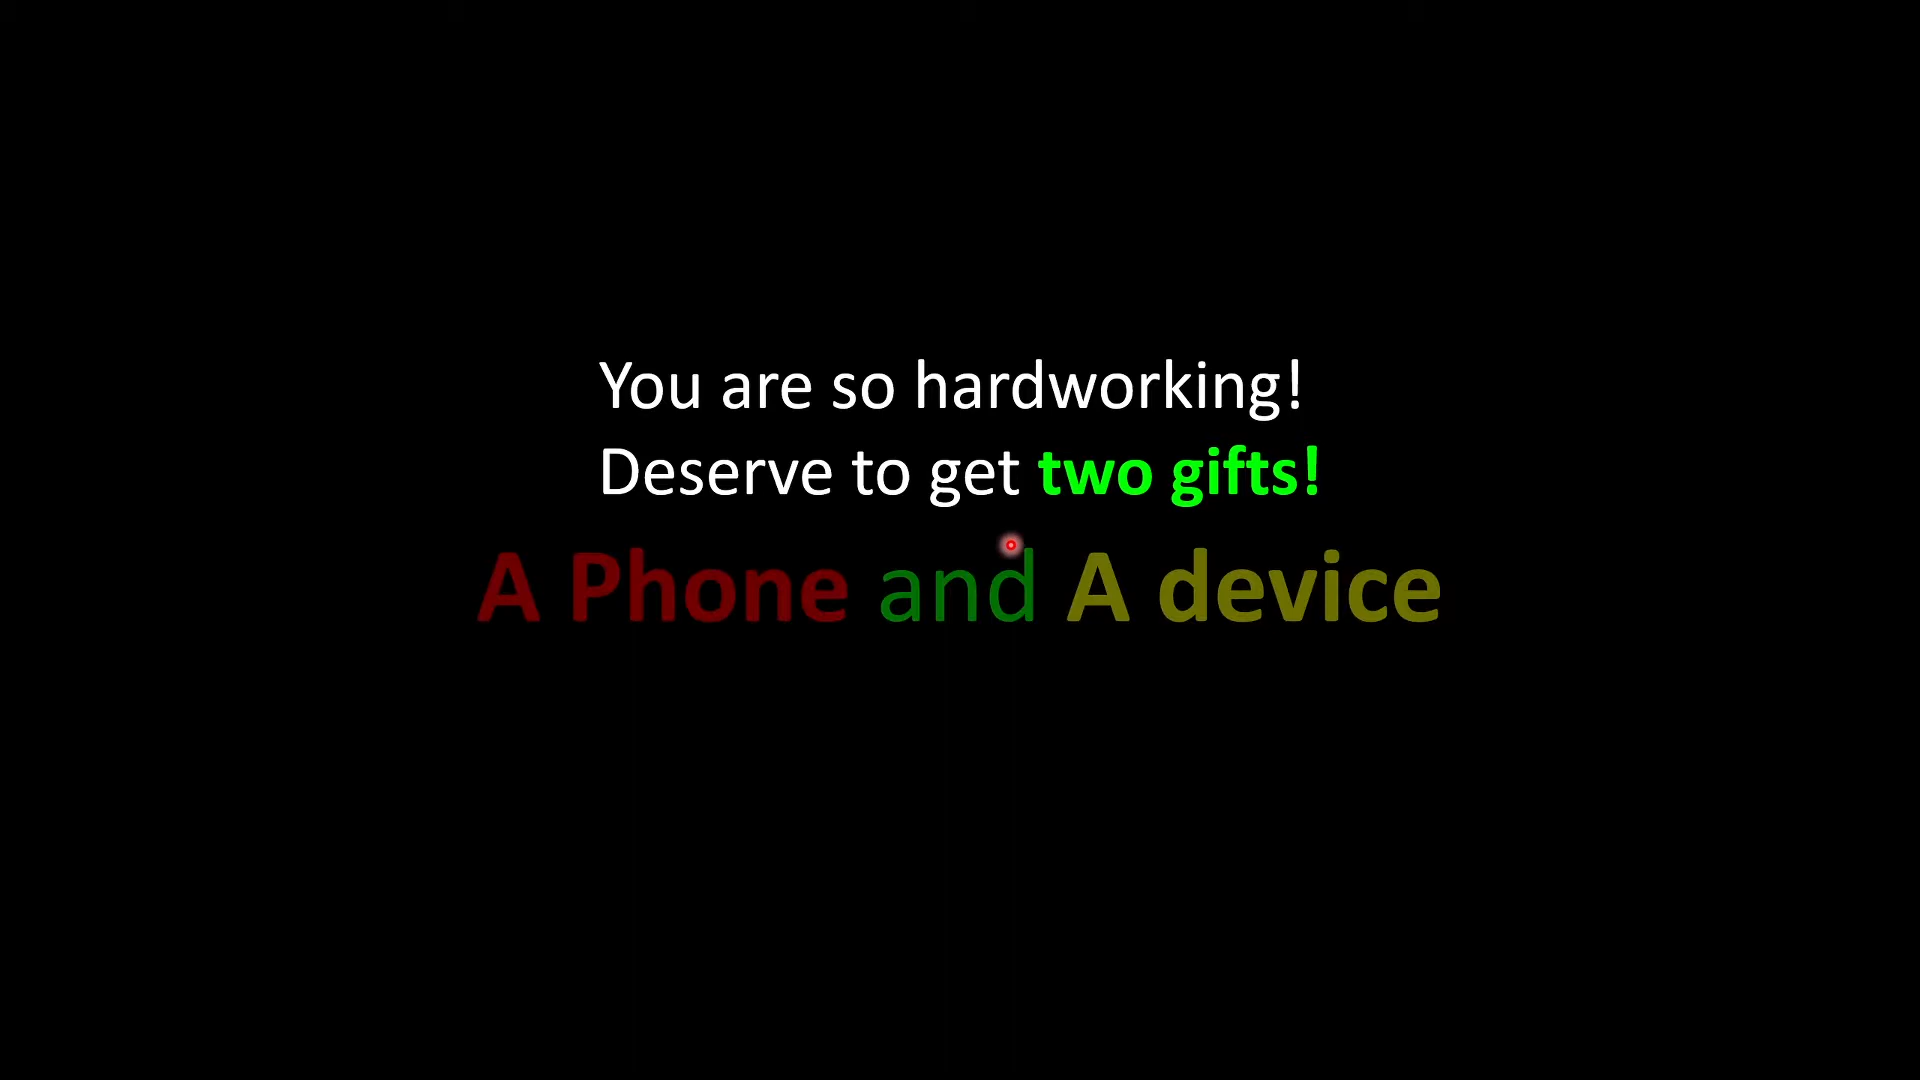 You are so hardworking!
Deserve to get two gifts!
A Phone and A device